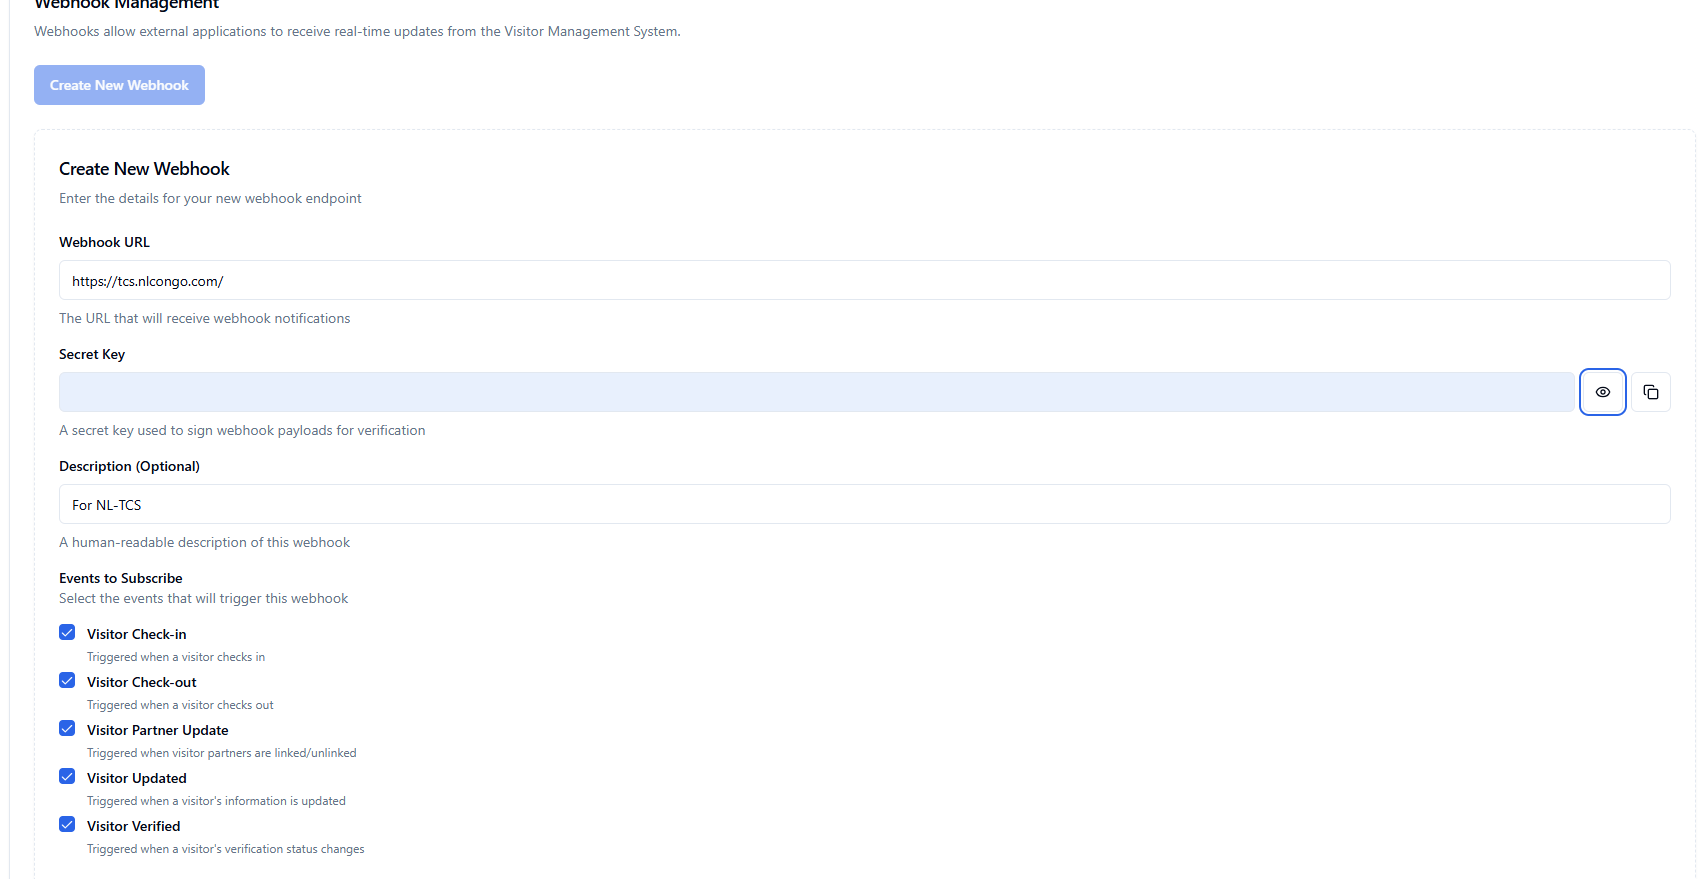 Webhook Management
Webhooks allow external applications to receive real-time updates from the Visitor Management System.
Create New Webhook
Create New Webhook
Enter the details for your new webhook endpoint
Webhook URL
https://tcs.nlcongo.com/
The URL that will receive webhook notifications
Secret Key
A secret key used to sign webhook payloads for verification
Description (Optional)
For NL-TCS
A human-readable description of this webhook
Events to Subscribe
Select the events that will trigger this webhook
Visitor Check-in
Triggered when a visitor checks in
Visitor Check-out
Triggered when a visitor checks out
Visitor Partner Update
Triggered when visitor partners are linked/unlinked
Visitor Updated
Triggered when a visitor's information is updated
Visitor Verified
Triggered when a visitor's verification status changes